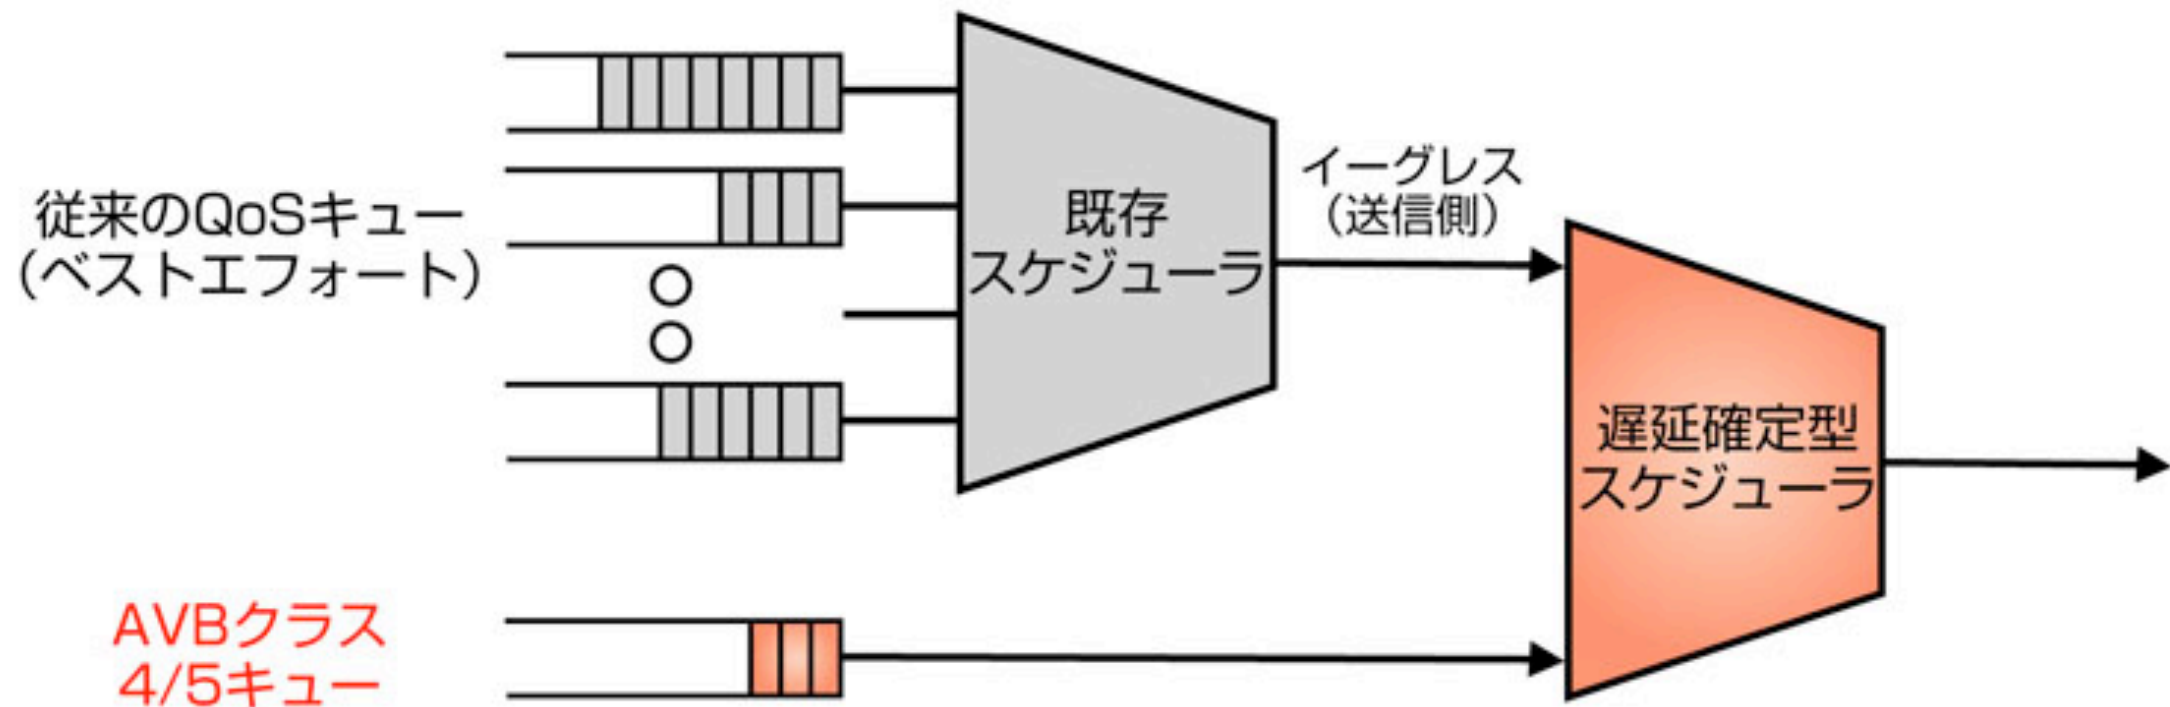 従来のQoSキュー
(ベストエフォート)
既存
スケジューラ
イーグレス
(送信側)
遅延確定型
スケジューラ
AVBクラス
4/5キュー